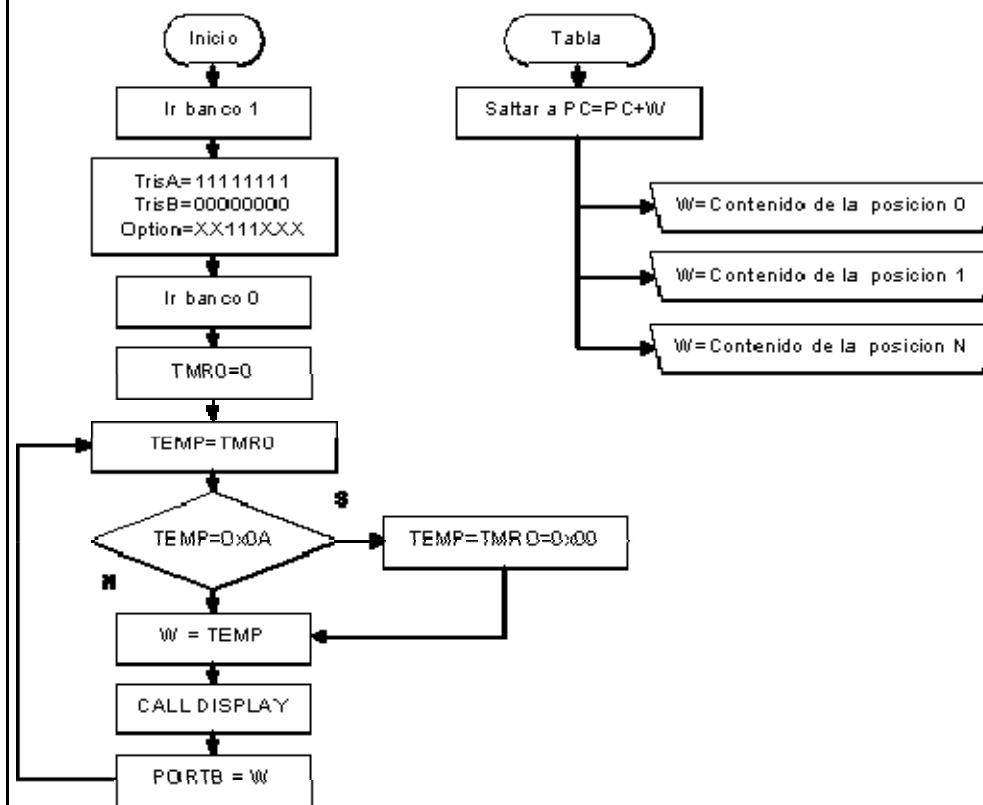 Inicio
Ir banco 1
TrisA=11111111
TrisB=00000000
Option=XX111XXX
Ir banco 0
TMR0=0
TEMP=TMR0
TEMP=0x0A
S
N
TEMP=TMR0=0x00
W = TEMP
CALL DISPLAY
PORTB = W
Tabla
Saltar a PC=PC+W
W=Contenido de la posicion 0
W=Contenido de la posicion 1
W=Contenido de la posicion N